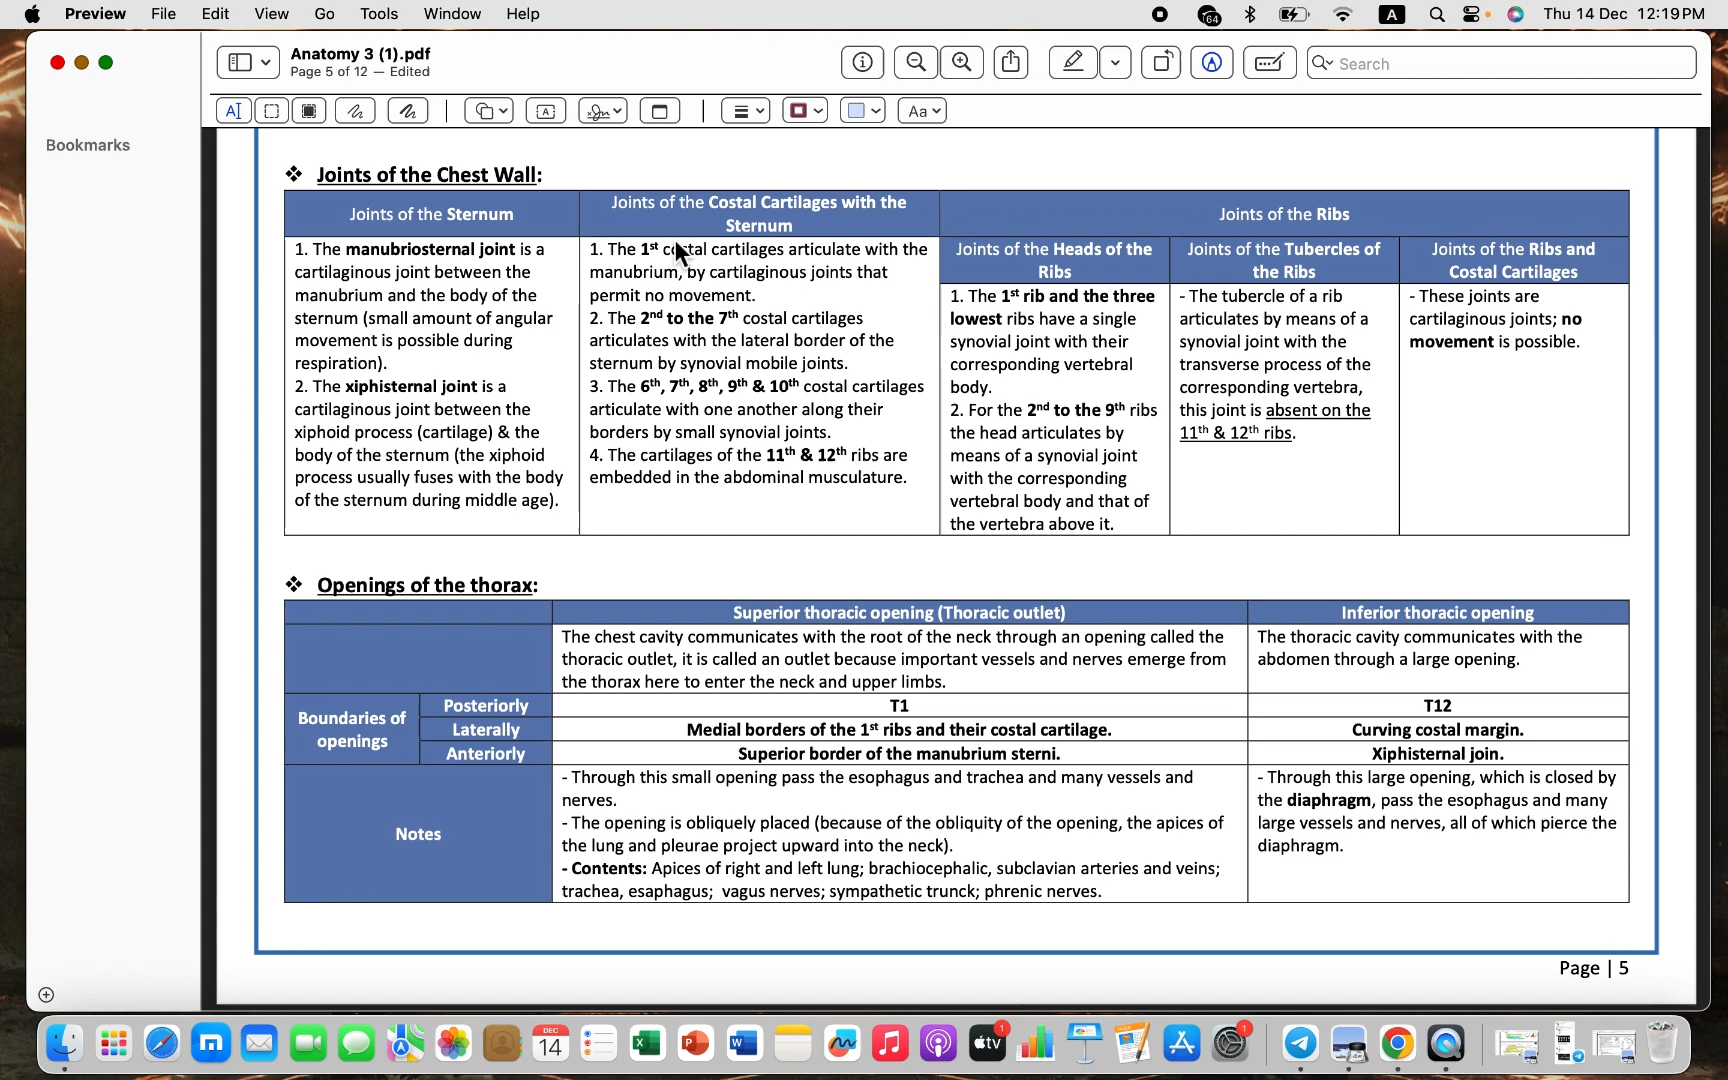 Preview File Edit View Go Tools Window Help
64
A
Thu 14 Dec 12:19 PM
Anatomy 3 (1).pdf
Page 5 of 12 — Edited
Search
A
A
Aa
Bookmarks
❖ Joints of the Chest Wall:
Joints of the Sternum
Joints of the Costal Cartilages with the
Sternum
Joints of the Ribs
Joints of the Heads of the
Ribs
Joints of the Tubercles of
the Ribs
Joints of the Ribs and
Costal Cartilages
1. The manubriosternal joint is a
cartilaginous joint between the
manubrium and the body of the
sternum (small amount of angular
movement is possible during
respiration).
2. The xiphisternal joint is a
cartilaginous joint between the
xiphoid process (cartilage) & the
body of the sternum (the xiphoid
process usually fuses with the body
of the sternum during middle age).
1. The 1st costal cartilages articulate with the
manubrium, by cartilaginous joints that
permit no movement.
2. The 2nd to the 7th costal cartilages
articulates with the lateral border of the
sternum by synovial mobile joints.
3. The 6th, 7th, 8th, 9th & 10th costal cartilages
articulate with one another along their
borders by small synovial joints.
4. The cartilages of the 11th & 12th ribs are
embedded in the abdominal musculature.
1. The 1st rib and the three
lowest ribs have a single
synovial joint with their
corresponding vertebral
body.
2. For the 2nd to the 9th ribs
the head articulates by
means of a synovial joint
with the corresponding
vertebral body and that of
the vertebra above it.
- The tubercle of a rib
articulates by means of a
synovial joint with the
transverse process of the
corresponding vertebra,
this joint is absent on the
11th & 12th ribs.
- These joints are
cartilaginous joints; no
movement is possible.
❖ Openings of the thorax:
Superior thoracic opening (Thoracic outlet)
Inferior thoracic opening
The chest cavity communicates with the root of the neck through an opening called the
thoracic outlet, it is called an outlet because important vessels and nerves emerge from
the thorax here to enter the neck and upper limbs.
The thoracic cavity communicates with the
abdomen through a large opening.
Boundaries of
openings
Posteriorly
T1
T12
Laterally
Medial borders of the 1st ribs and their costal cartilage.
Curving costal margin.
Anteriorly
Superior border of the manubrium sterni.
Xiphisternal join.
Notes
- Through this small opening pass the esophagus and trachea and many vessels and
nerves.
- The opening is obliquely placed (because of the obliquity of the opening, the apices of
the lung and pleurae project upward into the neck).
- Contents: Apices of right and left lung; brachiocephalic, subclavian arteries and veins;
trachea, esaphagus; vagus nerves; sympathetic trunck; phrenic nerves.
- Through this large opening, which is closed by
the diaphragm, pass the esophagus and many
large vessels and nerves, all of which pierce the
diaphragm.
Page | 5
DEC
14
X
P
W
tv
1
1